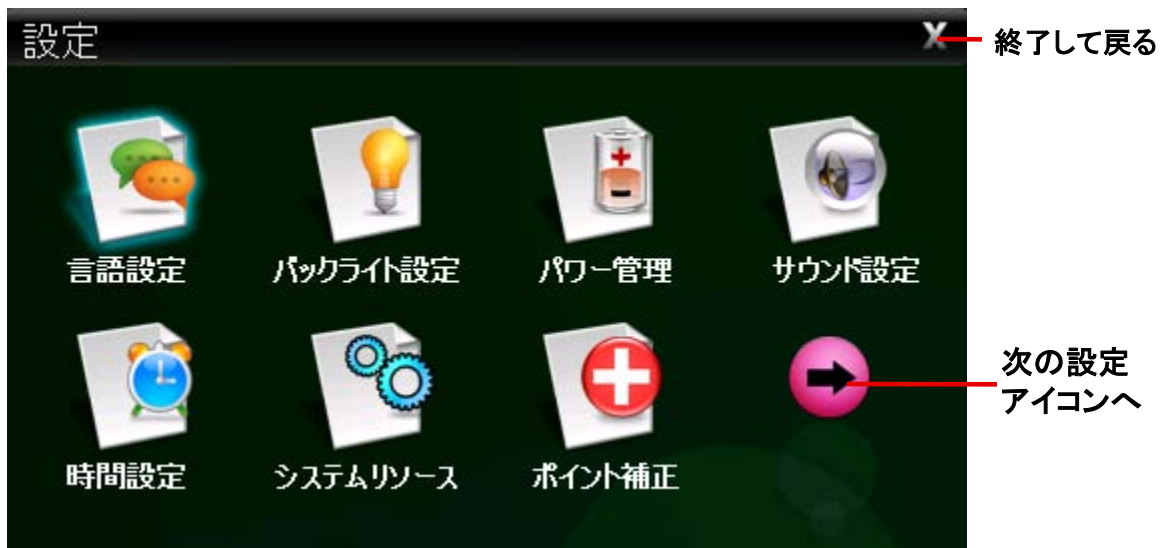 設定
X
終了して戻る
言語設定
バックライト設定
パワー管理
サウンド設定
時間設定
システムリソース
ポイント補正
次の設定
アイコンへ